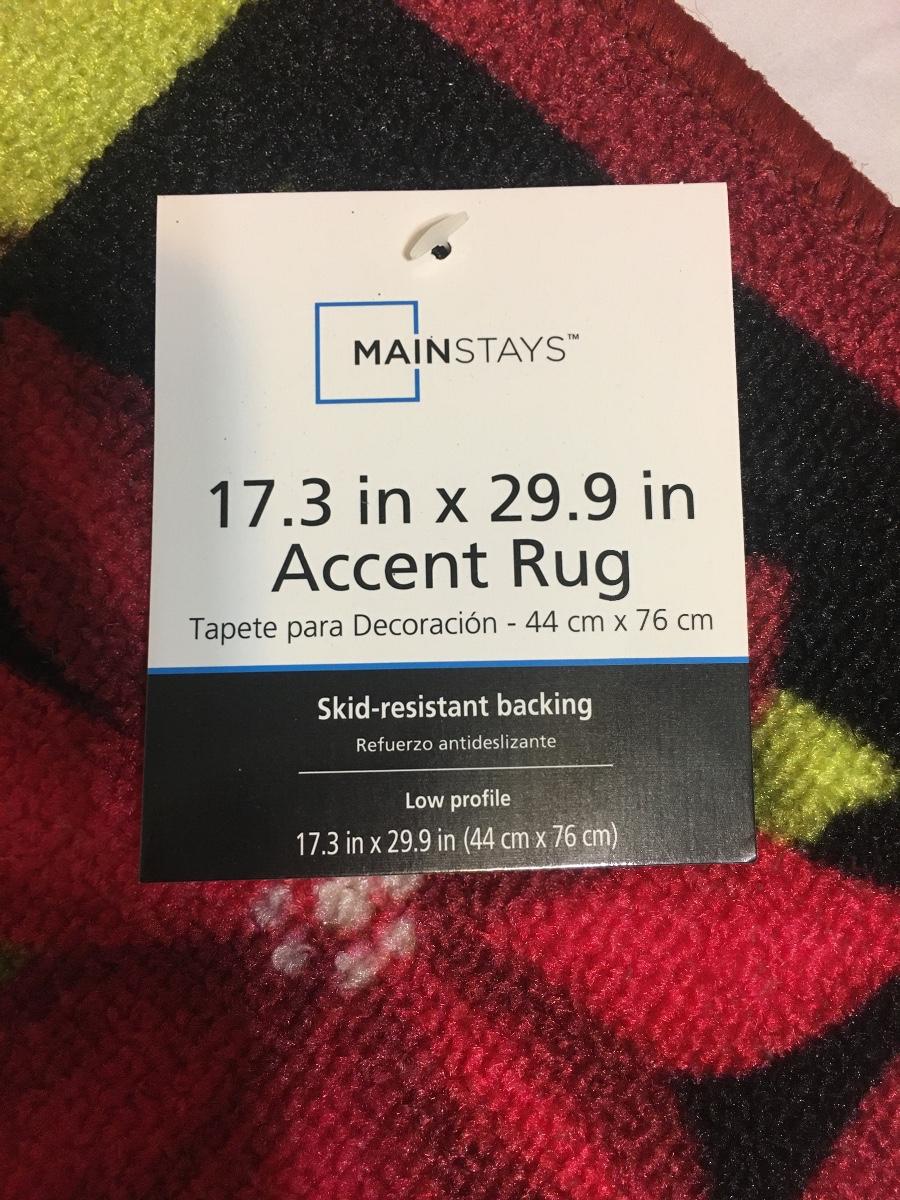 MAINSTAYS™
17.3 in x 29.9 in
Accent Rug
Tapete para Decoración - 44 cm x 76 cm
Skid-resistant backing
Refuerzo antideslizante
Low profile
17.3 in x 29.9 in (44 cm x 76 cm)